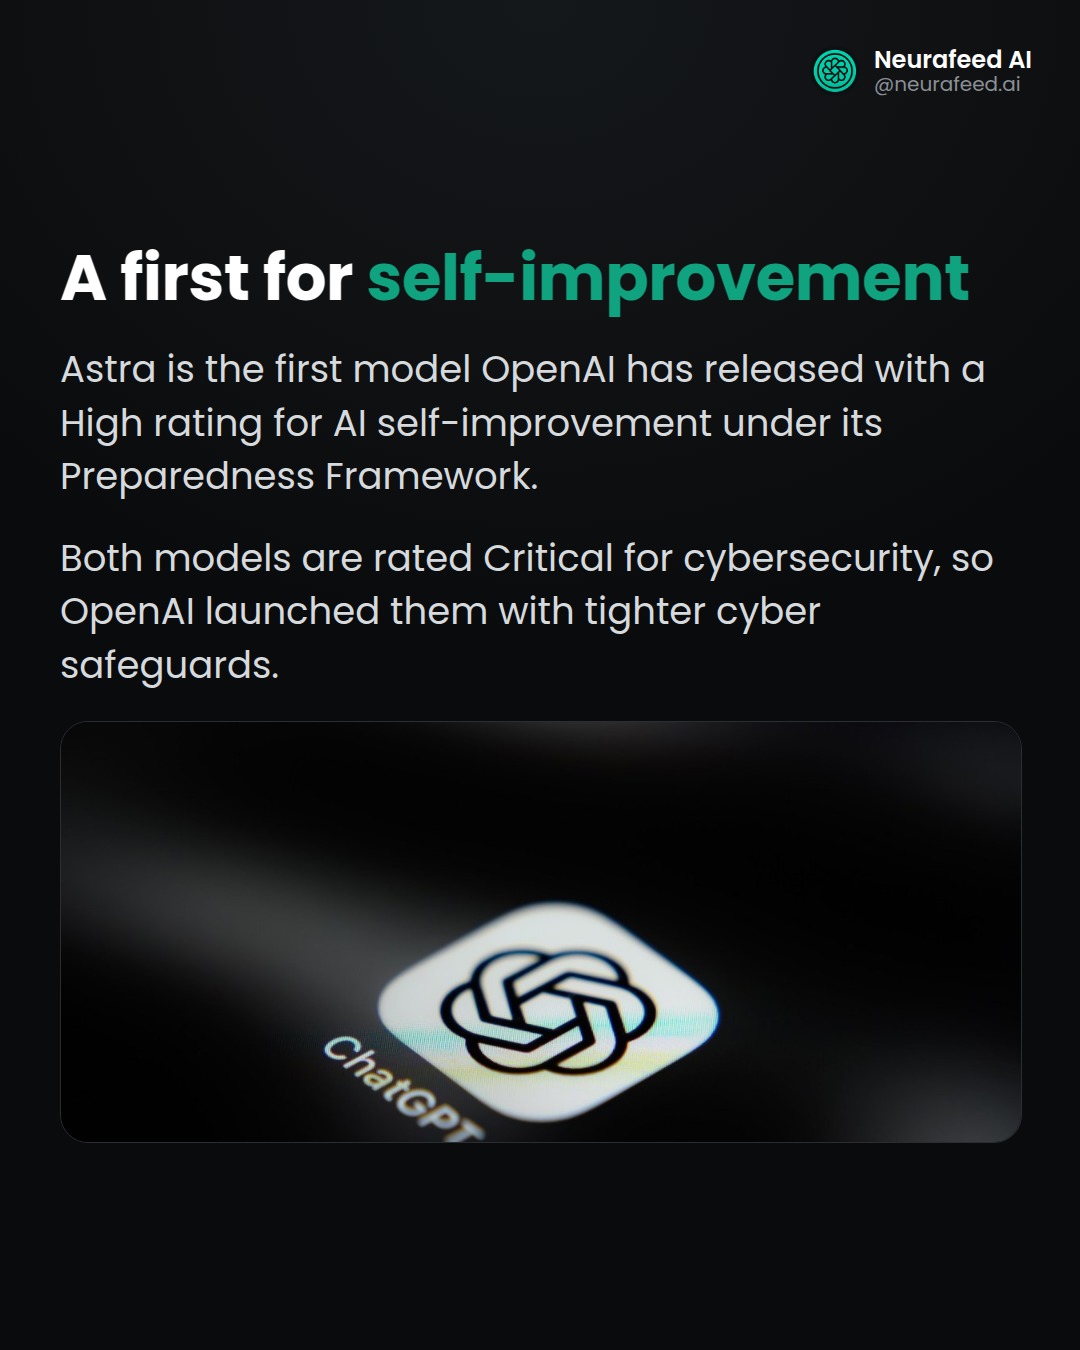 Neurafeed AI
@neurafeed.ai
A first for self-improvement
Astra is the first model OpenAI has released with a
High rating for AI self-improvement under its
Preparedness Framework.
Both models are rated Critical for cybersecurity, so
OpenAI launched them with tighter cyber
safeguards.
ChatGPT